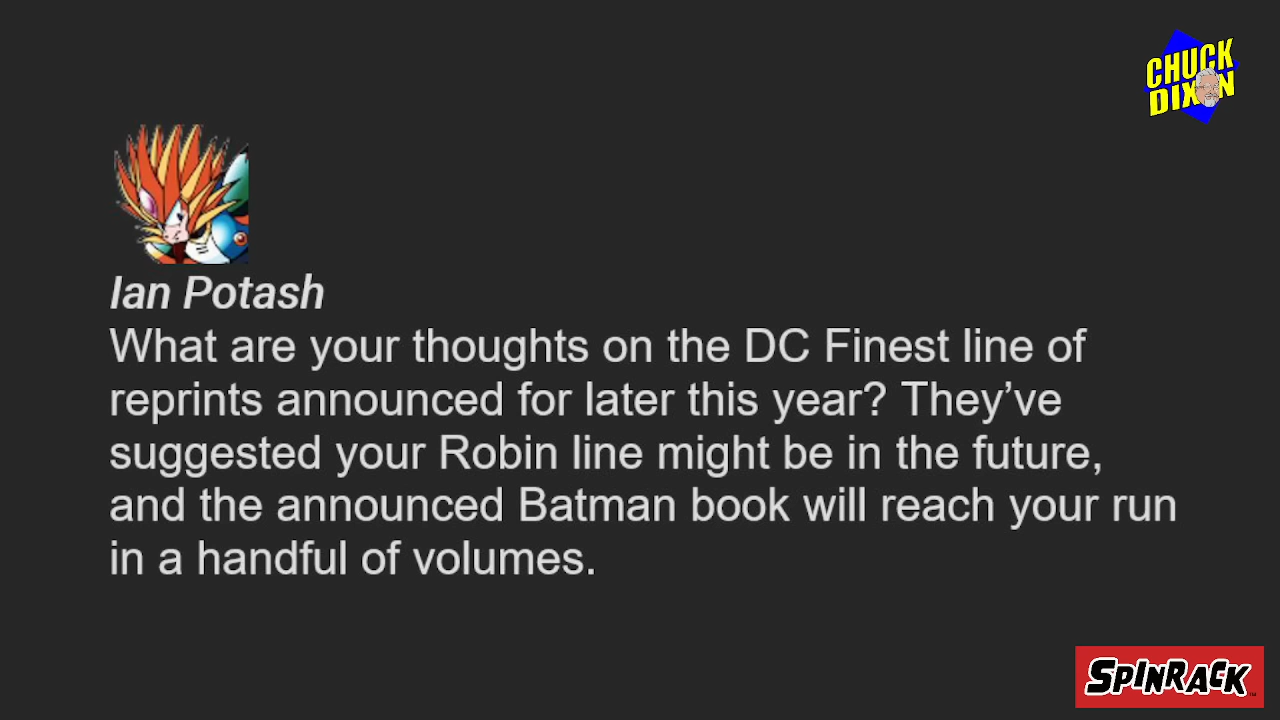 CHUCK
DIXON
Ian Potash
What are your thoughts on the DC Finest line of
reprints announced for later this year? They’ve
suggested your Robin line might be in the future,
and the announced Batman book will reach your run
in a handful of volumes.
SPINRACK